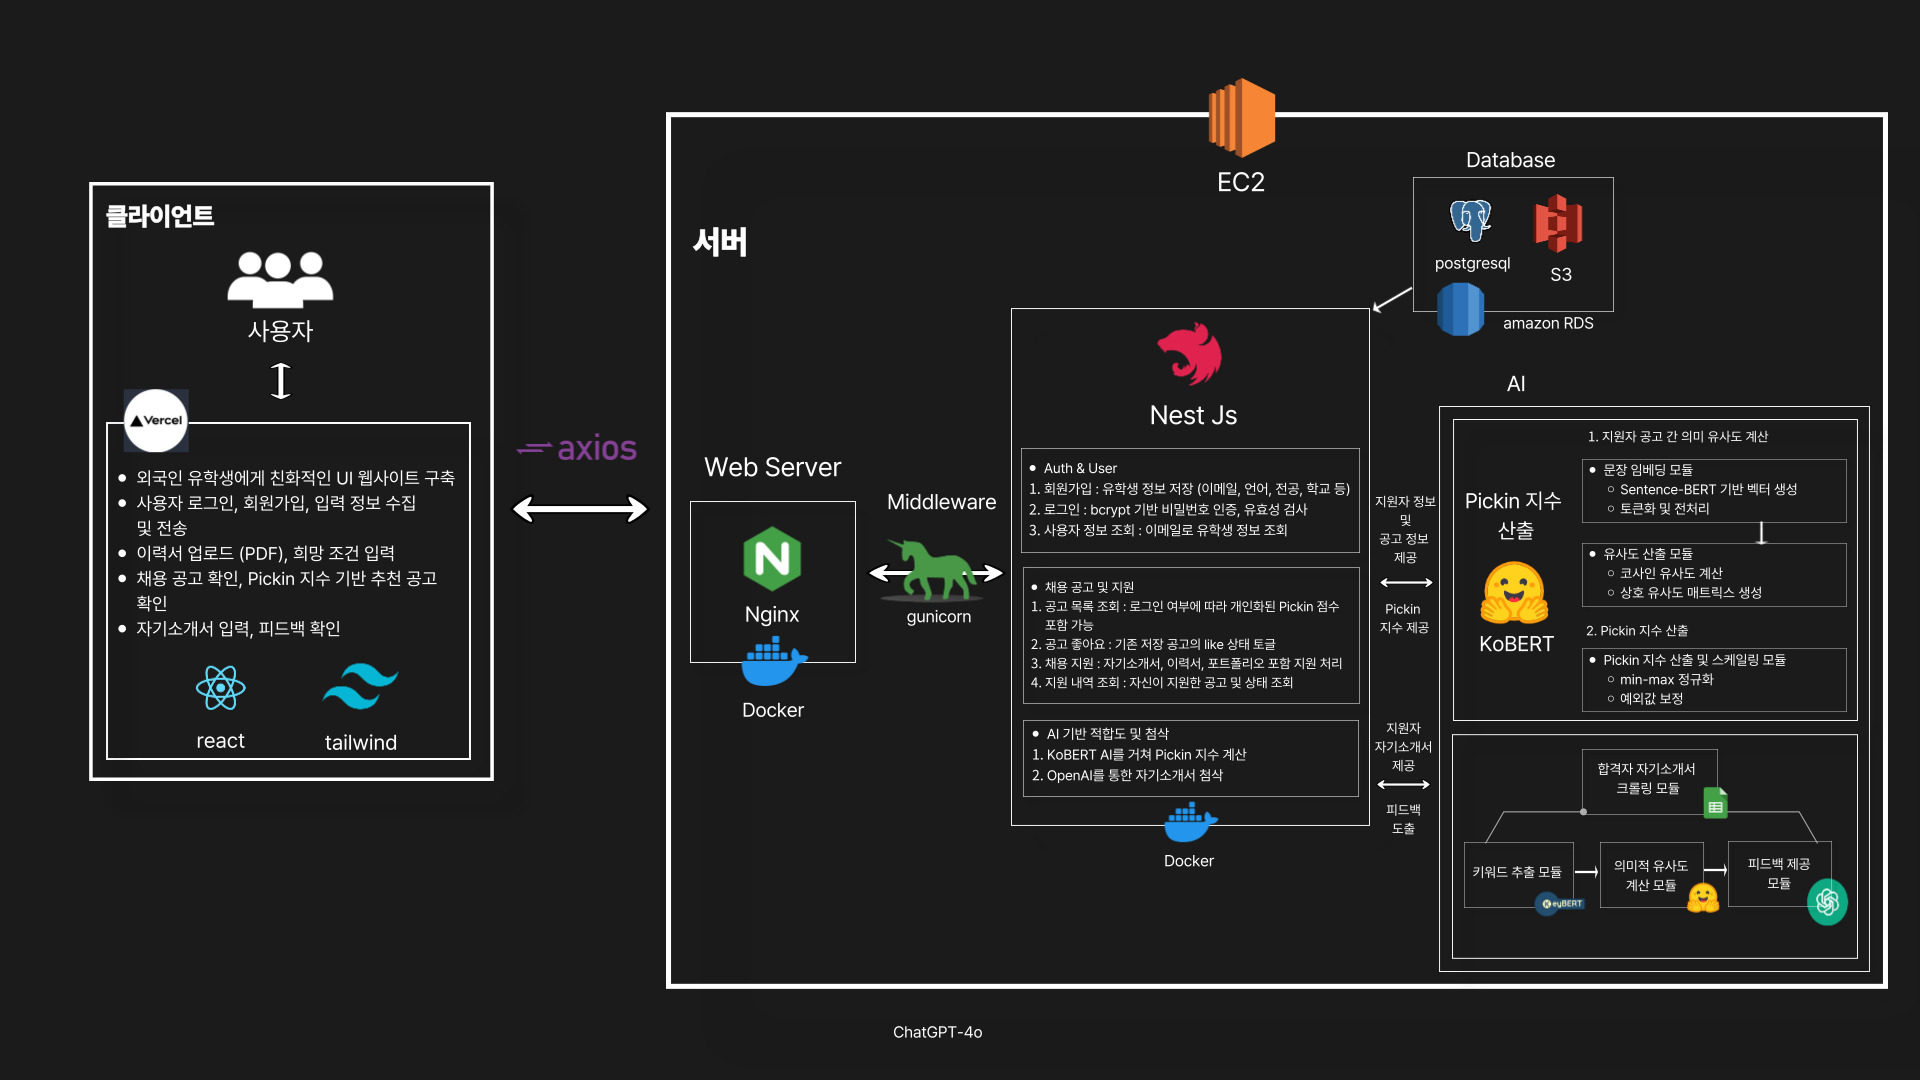 클라이언트
사용자
Vercel
외국인 유학생에게 친화적인 UI 웹사이트 구축
사용자 로그인, 회원가입, 입력 정보 수집
및 전송
이력서 업로드 (PDF), 희망 조건 입력
채용 공고 확인, Pickin 지수 기반 추천 공고
확인
자기소개서 입력, 피드백 확인
react
tailwind
axios
서버
EC2
Web Server
Nginx
Docker
Middleware
gunicorn
Nest Js
Auth & User
1. 회원가입 : 유학생 정보 저장 (이메일, 언어, 전공, 학교 등)
2. 로그인 : bcrypt 기반 비밀번호 인증, 유효성 검사
3. 사용자 정보 조회 : 이메일로 유학생 정보 조회
채용 공고 및 지원
1. 공고 목록 조회 : 로그인 여부에 따라 개인화된 Pickin 점수
포함 가능
2. 공고 좋아요 : 기존 저장 공고의 like 상태 토글
3. 채용 지원 : 자기소개서, 이력서, 포트폴리오 포함 지원 처리
4. 지원 내역 조회 : 자신이 지원한 공고 및 상태 조회
AI 기반 적합도 및 첨삭
1. KoBERT AI를 거쳐 Pickin 지수 계산
2. OpenAI를 통한 자기소개서 첨삭
Docker
Database
postgresql
S3
amazon RDS
지원자 정보
및
공고 정보
제공
Pickin
지수 제공
지원자
자기소개서
제공
피드백
도출
AI
Pickin 지수
산출
KoBERT
1. 지원자 공고 간 의미 유사도 계산
문장 임베딩 모듈
Sentence-BERT 기반 벡터 생성
토큰화 및 전처리
유사도 산출 모듈
코사인 유사도 계산
상호 유사도 매트릭스 생성
2. Pickin 지수 산출
Pickin 지수 산출 및 스케일링 모듈
min-max 정규화
예외값 보정
합격자 자기소개서
크롤링 모듈
키워드 추출 모듈
KeyBERT
의미적 유사도
계산 모듈
피드백 제공
모듈
ChatGPT-4o